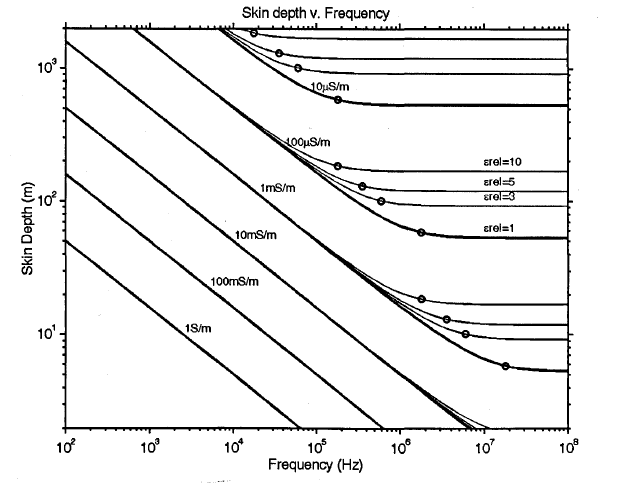 Skin depth v. Frequency
10³
10µS/m
100µS/m
εrel=10
εrel=5
1mS/m
εrel=3
10²
εrel=1
10mS/m
100mS/m
1S/m
10¹
Skin Depth (m)
10² 10³ 10⁴ 10⁵ 10⁶ 10⁷ 10⁸
Frequency (Hz)